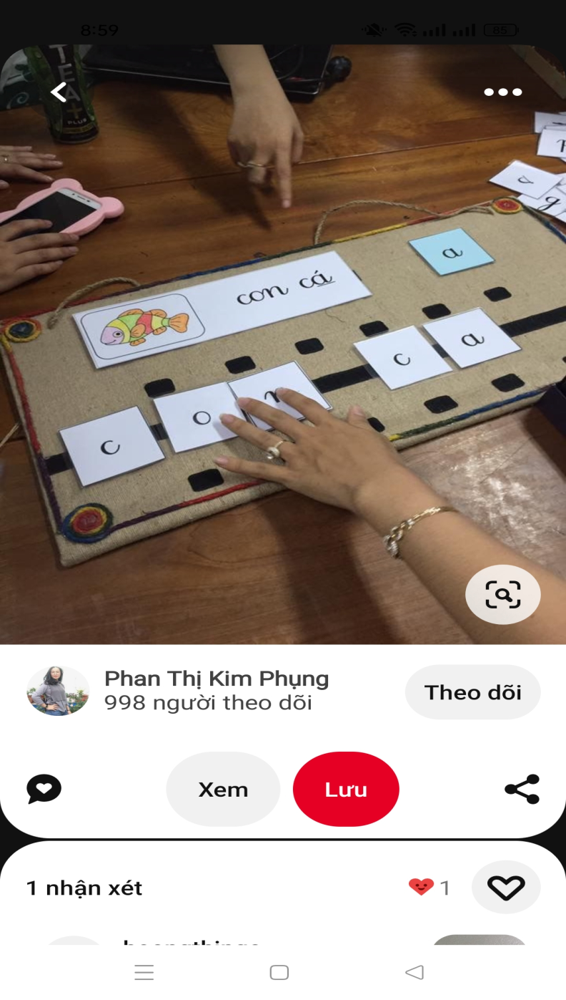 8:59
85
TEA+
PLUS
a
con cá
c a
c o n
g
Phan Thị Kim Phụng
998 người theo dõi
Theo dõi
Xem
Lưu
1 nhận xét
1